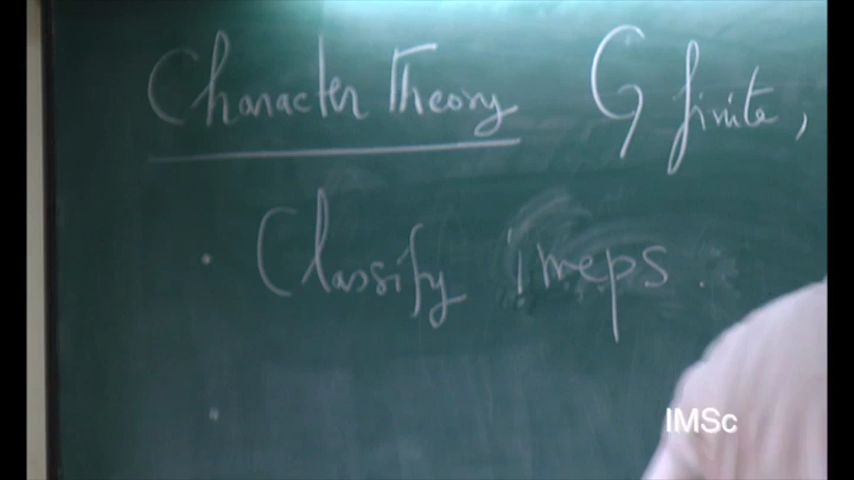 Character Theory G finite,
· Classify irreps.
·
IMSc